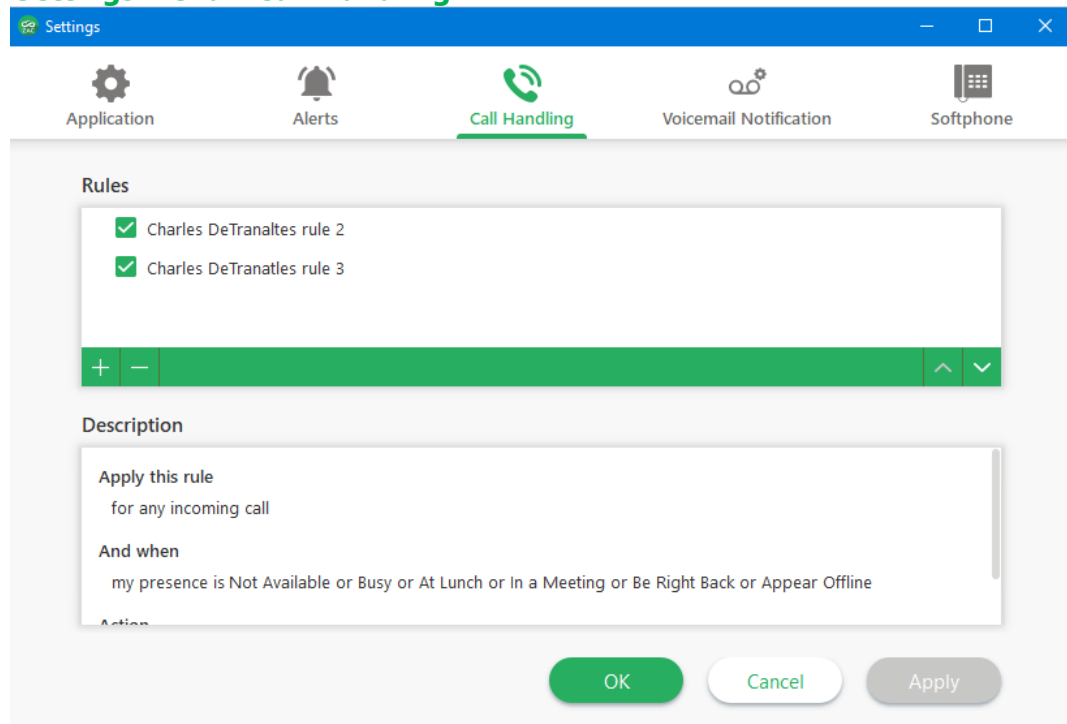 Settings
Application
Alerts
Call Handling
Voicemail Notification
Softphone
Rules
Charles DeTranaltes rule 2
Charles DeTranatles rule 3
Description
Apply this rule
for any incoming call
And when
my presence is Not Available or Busy or At Lunch or In a Meeting or Be Right Back or Appear Offline
Action
OK
Cancel
Apply